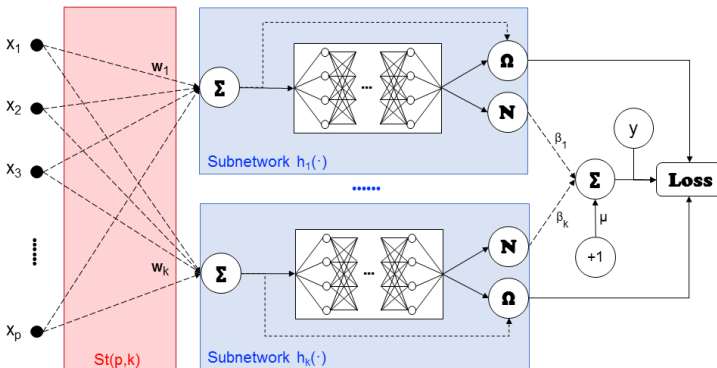 x₁
x₂
x₃
......
xₚ
w₁
wₖ
St(p,k)
Σ
...
Ω
N
Subnetwork h₁(·)
......
Σ
...
N
Ω
Subnetwork hₖ(·)
β₁
βₖ
Σ
μ
+1
y
Loss